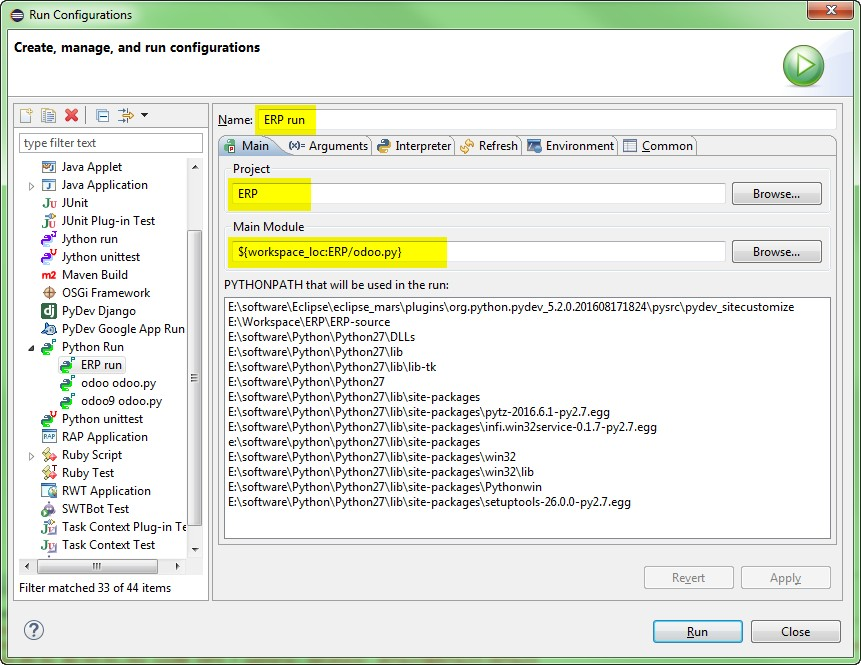 Run Configurations
Create, manage, and run configurations
type filter text
Java Applet
Java Application
JUnit
JUnit Plug-in Test
Jython run
Jython unittest
Maven Build
OSGi Framework
PyDev Django
PyDev Google App Run
Python Run
ERP run
odoo odoo.py
odoo9 odoo.py
Python unittest
RAP Application
Ruby Script
Ruby Test
RWT Application
SWTBot Test
Task Context Plug-in Te
Task Context Test
Filter matched 33 of 44 items
Name: ERP run
Main (x)= Arguments Interpreter Refresh Environment Common
Project
ERP Browse...
Main Module
${workspace_loc:ERP/odoo.py} Browse...
PYTHONPATH that will be used in the run:
E:\software\Eclipse\eclipse_mars\plugins\org.python.pydev_5.2.0.201608171824\pysrc\pydev_sitecustomize
E:\Workspace\ERP\ERP-source
E:\software\Python\Python27\DLLs
E:\software\Python\Python27\lib
E:\software\Python\Python27\lib\lib-tk
E:\software\Python\Python27
E:\software\Python\Python27\lib\site-packages
E:\software\Python\Python27\lib\site-packages\pytz-2016.6.1-py2.7.egg
E:\software\Python\Python27\lib\site-packages\infi.win32service-0.1.7-py2.7.egg
e:\software\python\python27\lib\site-packages
E:\software\Python\Python27\lib\site-packages\win32
E:\software\Python\Python27\lib\site-packages\win32\lib
E:\software\Python\Python27\lib\site-packages\Pythonwin
E:\software\Python\Python27\lib\site-packages\setuptools-26.0.0-py2.7.egg
Revert Apply
Run Close